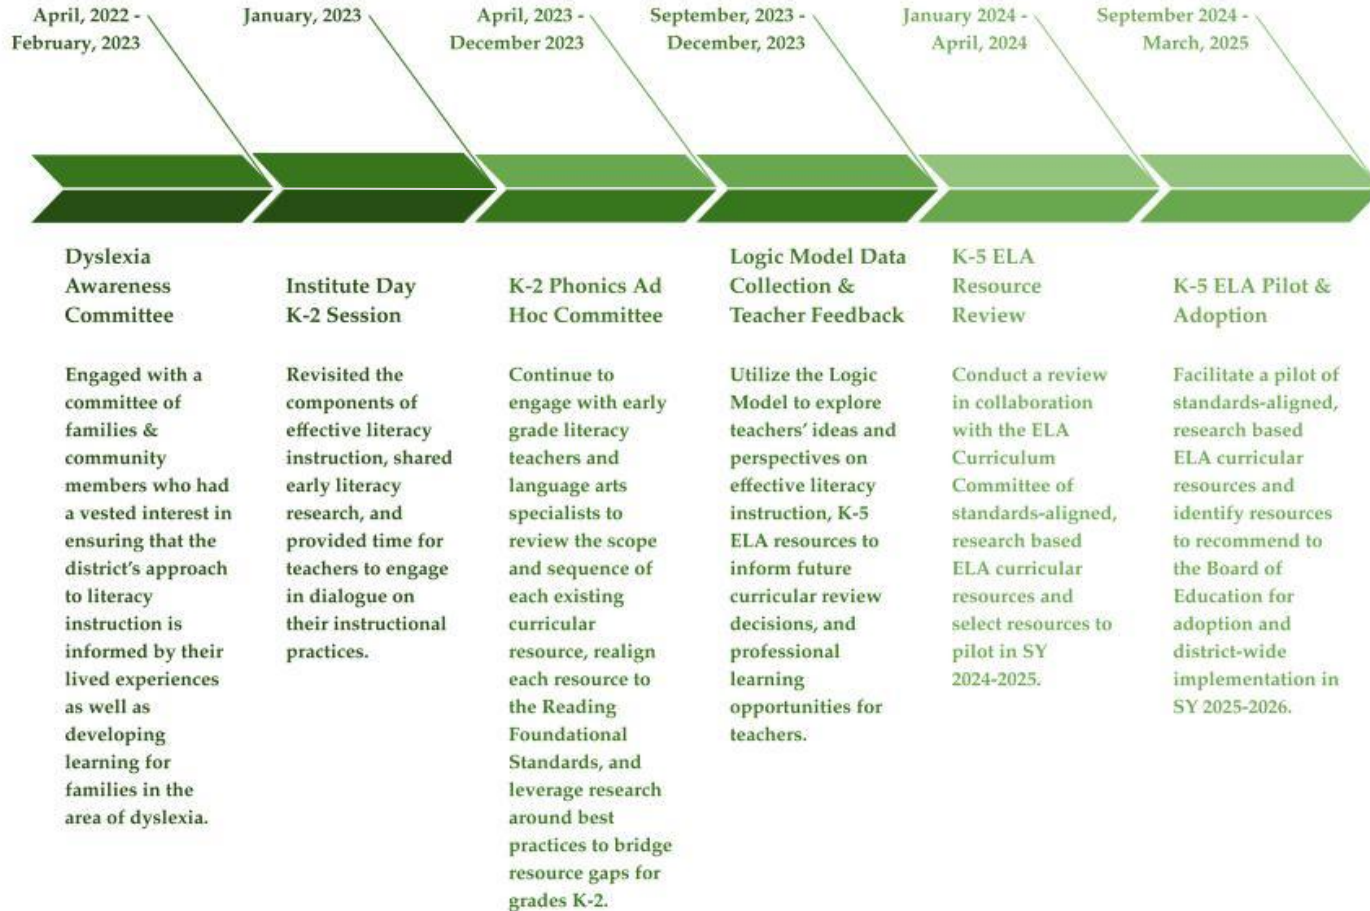 April, 2022 -
February, 2023
January, 2023
April, 2023 -
December 2023
September, 2023 -
December, 2023
January 2024 -
April, 2024
September 2024 -
March, 2025
Dyslexia
Awareness
Committee
Engaged with a
committee of
families &
community
members who had
a vested interest in
ensuring that the
district's approach
to literacy
instruction is
informed by their
lived experiences
as well as
developing
learning for
families in the
area of dyslexia.
Institute Day
K-2 Session
Revisited the
components of
effective literacy
instruction, shared
early literacy
research, and
provided time for
teachers to engage
in dialogue on
their instructional
practices.
K-2 Phonics Ad
Hoc Committee
Continue to
engage with early
grade literacy
teachers and
language arts
specialists to
review the scope
and sequence of
each existing
curricular
resource, realign
each resource to
the Reading
Foundational
Standards, and
leverage research
around best
practices to bridge
resource gaps for
grades K-2.
Logic Model Data
Collection &
Teacher Feedback
Utilize the Logic
Model to explore
teachers' ideas and
perspectives on
effective literacy
instruction, K-5
ELA resources to
inform future
curricular review
decisions, and
professional
learning
opportunities for
teachers.
K-5 ELA
Resource
Review
Conduct a review
in collaboration
with the ELA
Curriculum
Committee of
standards-aligned,
research based
ELA curricular
resources and
select resources to
pilot in SY
2024-2025.
K-5 ELA Pilot &
Adoption
Facilitate a pilot of
standards-aligned,
research based
ELA curricular
resources and
identify resources
to recommend to
the Board of
Education for
adoption and
district-wide
implementation in
SY 2025-2026.